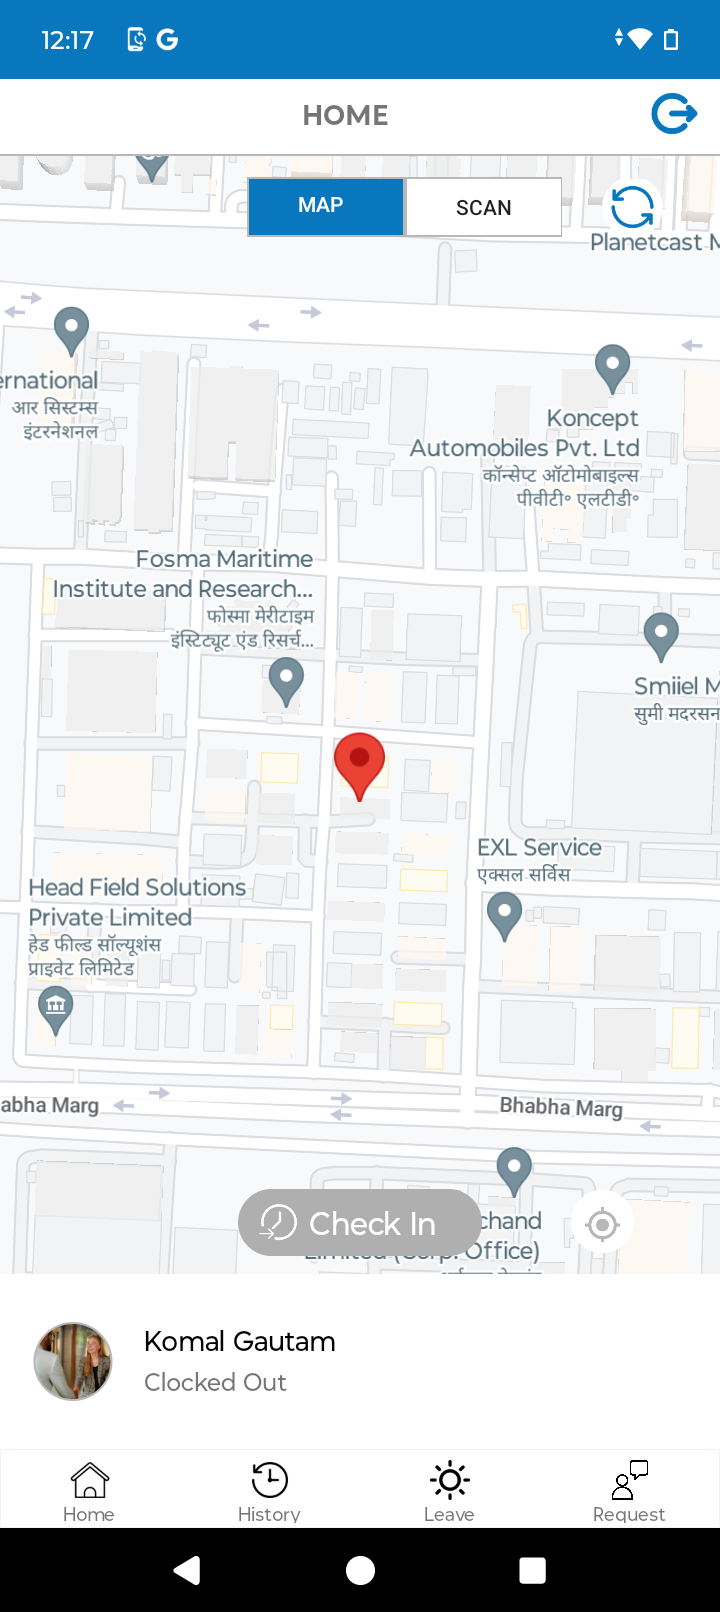 12:17
HOME
MAP
SCAN
Planetcast
ernational
आर सिस्टम्स
इंटरनेशनल
Koncept
Automobiles Pvt. Ltd
कॉन्सेप्ट ऑटोमोबाइल्स
पीवीटी॰ एलटीडी॰
Fosma Maritime
Institute and Research...
फोस्मा मेरीटाइम
इंस्टिट्यूट एंड रिसर्च...
Smiiel M
सुमी मदरसन
EXL Service
एक्सल सर्विस
Head Field Solutions
Private Limited
हेड फील्ड सॉल्यूशंस
प्राइवेट लिमिटेड
abha Marg
Bhabha Marg
Check In
chand
Limited (Corp. Office)
Komal Gautam
Clocked Out
Home
History
Leave
Request